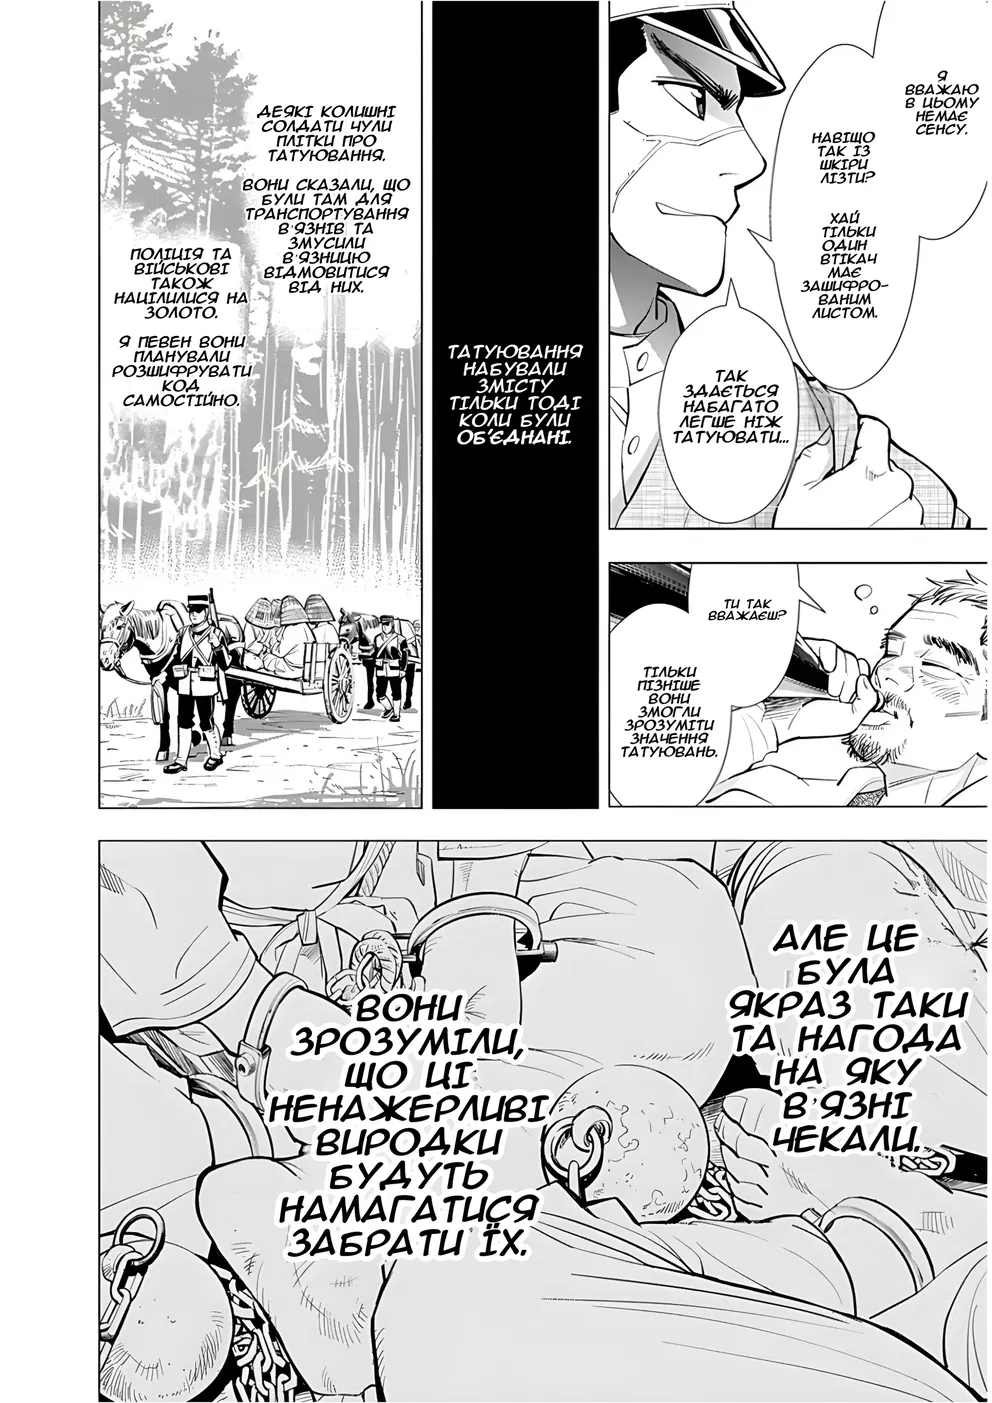 Я
ВВАЖАЮ
В ЦЬОМУ
НЕМАЄ
СЕНСУ.
НАВІЩО
ТАК ІЗ
ШКІРИ
ЛІЗТИ?
ХАЙ
ТІЛЬКИ
ОДИН
ВТІКАЧ
МАЄ
ЗАШИФРО-
ВАНИМ
ЛИСТОМ.
ТАК
ЗДАЄТЬСЯ
НАБАГАТО
ЛЕГШЕ НІЖ
ТАТУЮВАТИ...
ТИ ТАК
ВВАЖАЄШ?
ТІЛЬКИ
ПІЗНІШЕ
ВОНИ
ЗМОГЛИ
ЗРОЗУМІТИ
ЗНАЧЕННЯ
ТАТУЮВАНЬ.
ТАТУЮВАННЯ
НАБУВАЛИ
ЗМІСТУ
ТІЛЬКИ ТОДІ
КОЛИ БУЛИ
ОБ'ЄДНАНІ.
ДЕЯКІ КОЛИШНІ
СОЛДАТИ ЧУЛИ
ПЛІТКИ ПРО
ТАТУЮВАННЯ.
ВОНИ СКАЗАЛИ, ЩО
БУЛИ ТАМ ДЛЯ
ТРАНСПОРТУВАННЯ
В'ЯЗНІВ ТА
ЗМУСИЛИ
В'ЯЗНИЦЮ
ВІДМОВИТИСЯ
ВІД НИХ.
ПОЛІЦІЯ ТА
ВІЙСЬКОВІ
ТАКОЖ
НАЦІЛИЛИСЯ НА
ЗОЛОТО.
Я ПЕВЕН ВОНИ
ПЛАНУВАЛИ
РОЗШИФРУВАТИ
КОД
САМОСТІЙНО.
АЛЕ ЦЕ
БУЛА
ЯКРАЗ ТАКИ
ТА НАГОДА
НА ЯКУ
В'ЯЗНІ
ЧЕКАЛИ.
ВОНИ
ЗРОЗУМІЛИ,
ЩО ЦІ
НЕНАЖЕРЛИВІ
ВИРОДКИ
БУДУТЬ
НАМАГАТИСЯ
ЗАБРАТИ ЇХ.